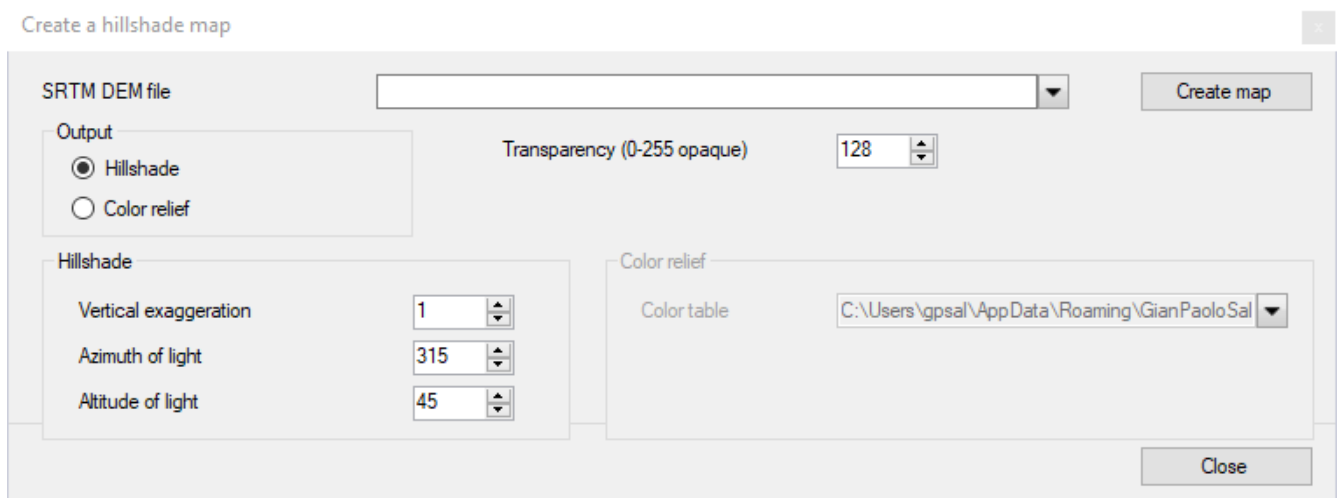 Create a hillshade map
x
SRTM DEM file
Create map
Output
Hillshade
Color relief
Transparency (0-255 opaque)
128
Hillshade
Vertical exaggeration
1
Azimuth of light
315
Altitude of light
45
Color relief
Color table
C:\Users\gpsal\AppData\Roaming\GianPaoloSal
Close